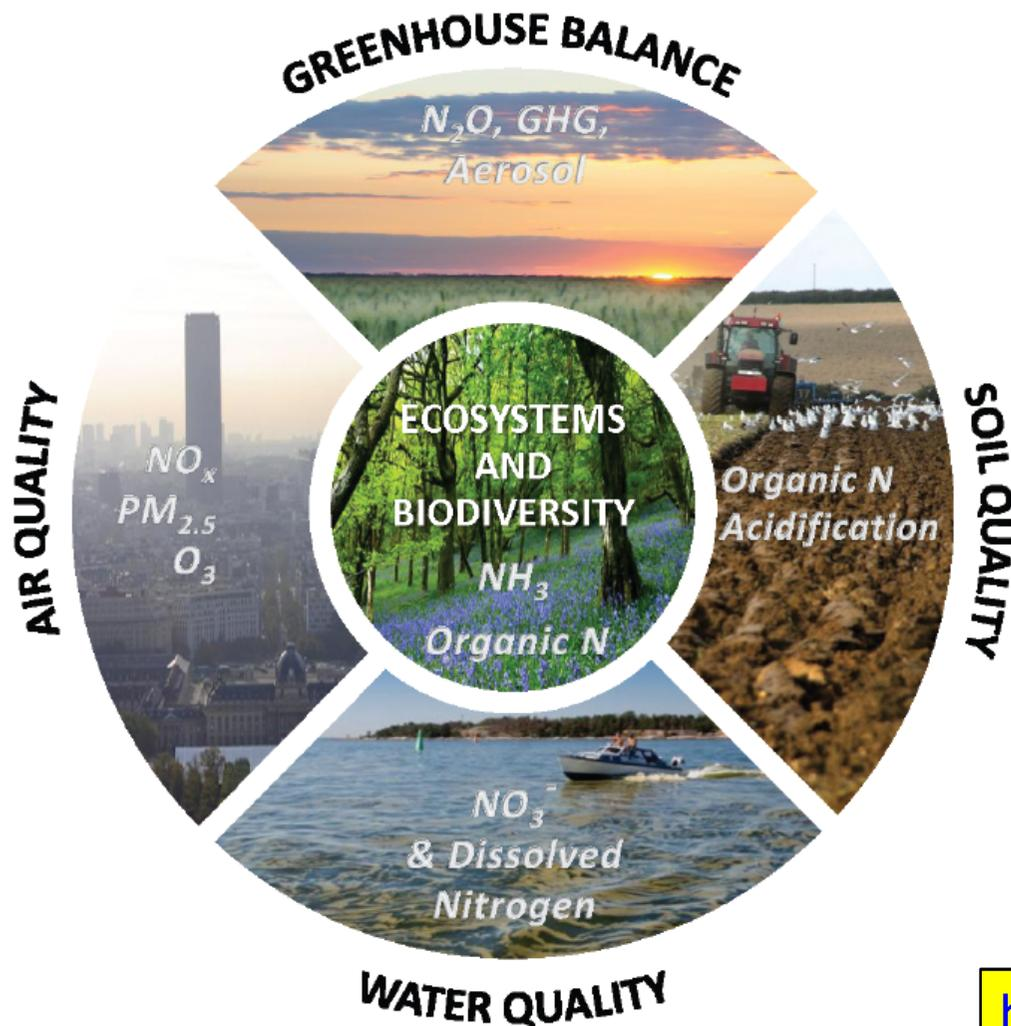 GREENHOUSE BALANCE
N₂O, GHG,
Aerosol
AIR QUALITY
NOₓ
PM₂.₅
O₃
ECOSYSTEMS
AND
BIODIVERSITY
NH₃
Organic N
Organic N
Acidification
SOIL QUALITY
NO₃⁻
& Dissolved
Nitrogen
WATER QUALITY